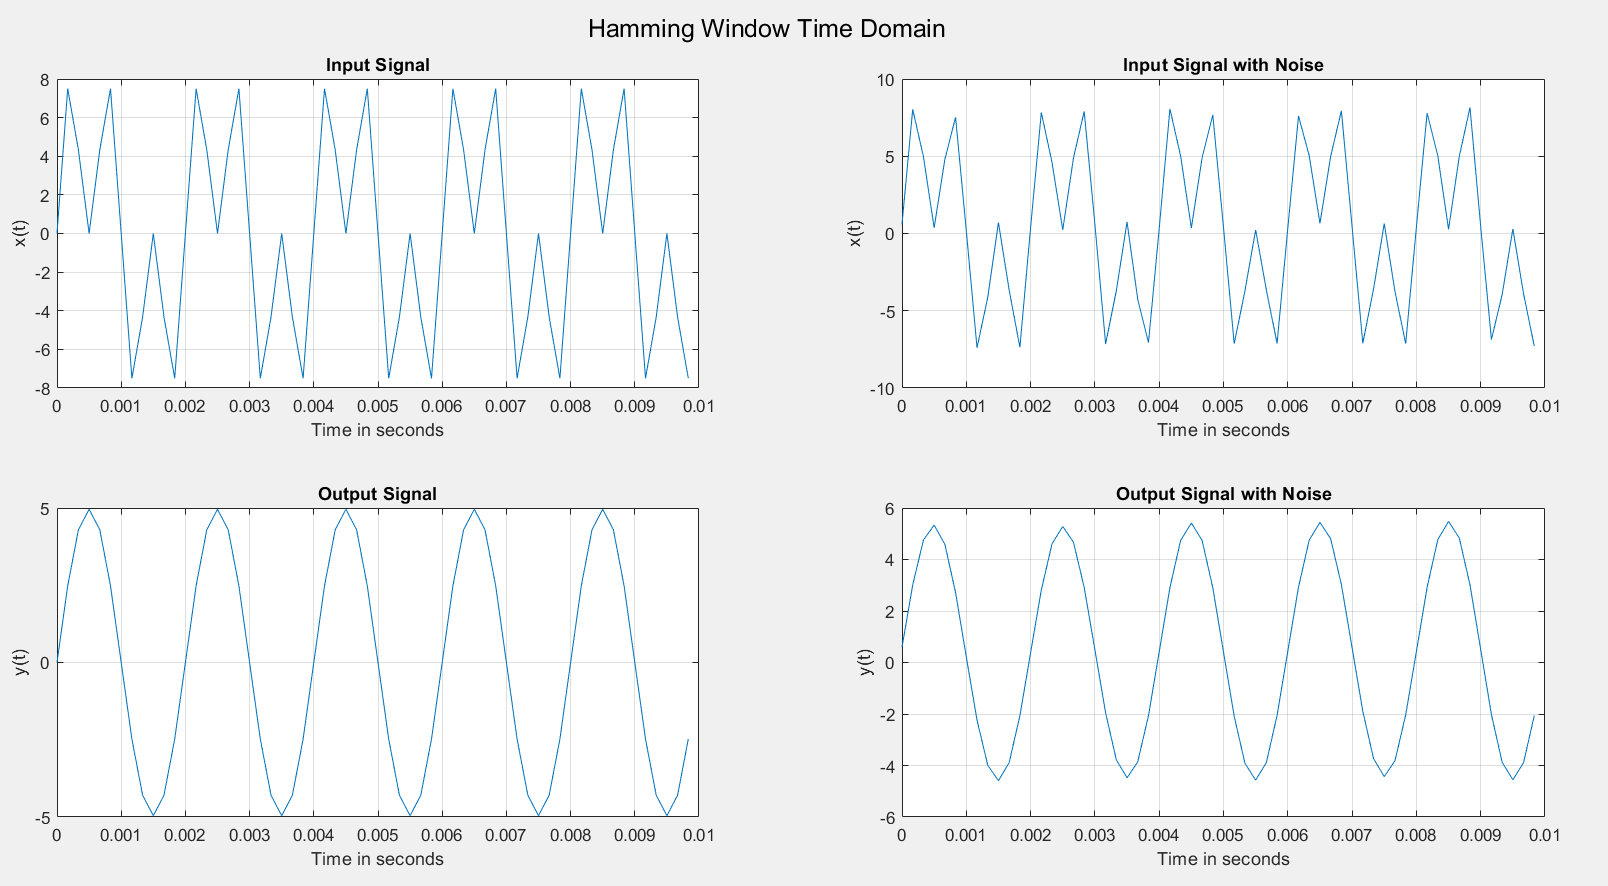 Hamming Window Time Domain
Input Signal
8
6
4
2
0
-2
-4
-6
-8
x(t)
0 0.001 0.002 0.003 0.004 0.005 0.006 0.007 0.008 0.009 0.01
Time in seconds
Input Signal with Noise
10
5
0
-5
-10
x(t)
0 0.001 0.002 0.003 0.004 0.005 0.006 0.007 0.008 0.009 0.01
Time in seconds
Output Signal
5
0
-5
y(t)
0 0.001 0.002 0.003 0.004 0.005 0.006 0.007 0.008 0.009 0.01
Time in seconds
Output Signal with Noise
6
4
2
0
-2
-4
-6
y(t)
0 0.001 0.002 0.003 0.004 0.005 0.006 0.007 0.008 0.009 0.01
Time in seconds